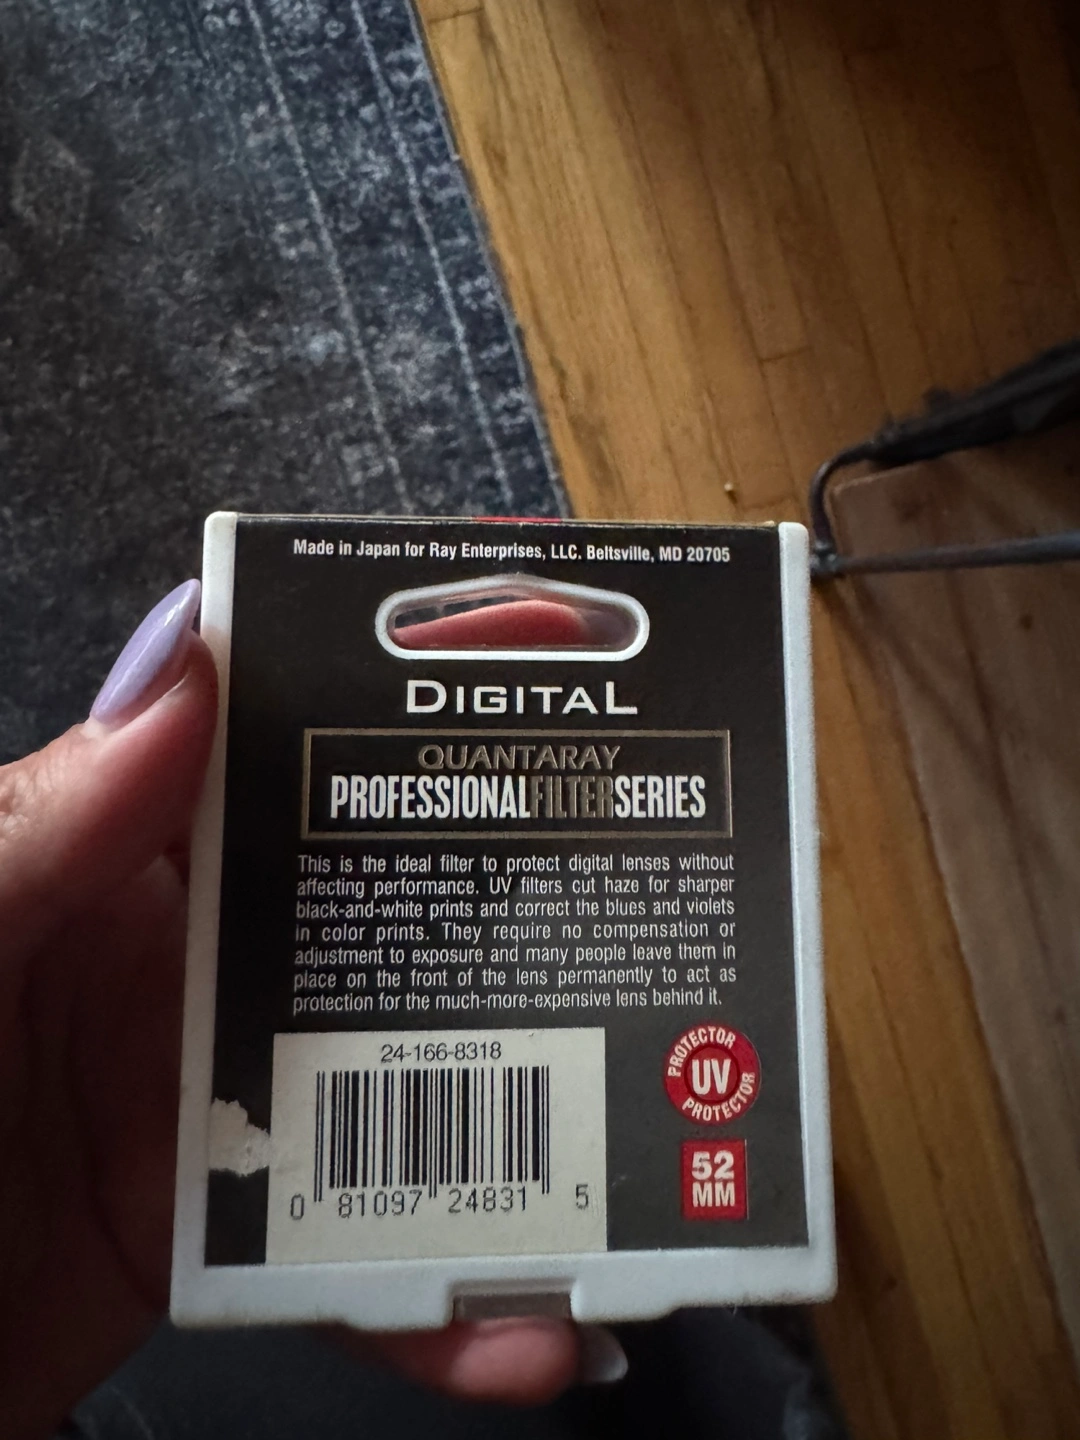 Made in Japan for Ray Enterprises, LLC. Beltsville, MD 20705
DIGITAL
QUANTARAY
PROFESSIONALFILTERSERIES
This is the ideal filter to protect digital lenses without
affecting performance. UV filters cut haze for sharper
black-and-white prints and correct the blues and violets
in color prints. They require no compensation or
adjustment to exposure and many people leave them in
place on the front of the lens permanently to act as
protection for the much-more-expensive lens behind it.
24-166-8318
0 81097 24831 5
PROTECTOR
UV
PROTECTOR
52
MM